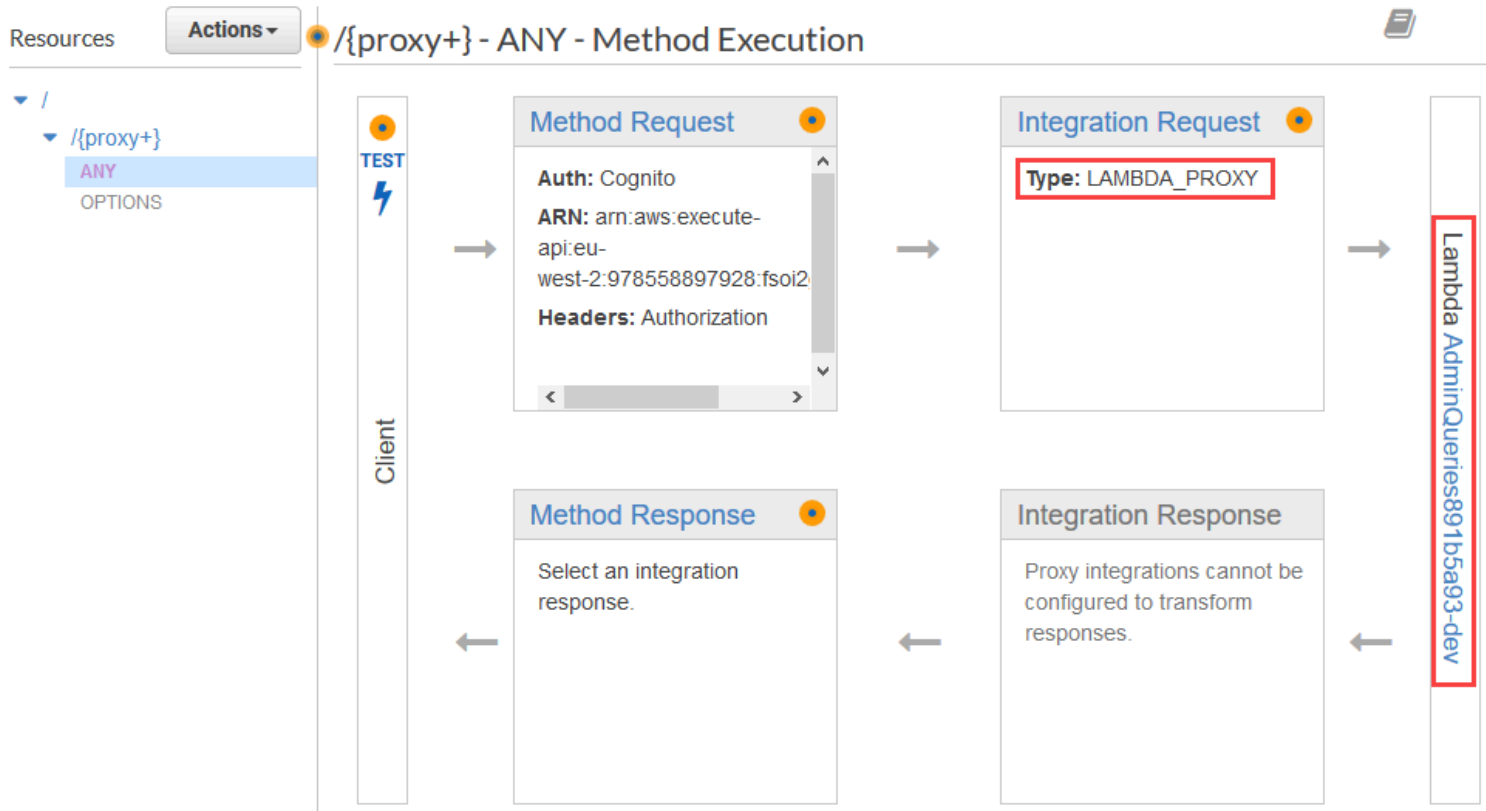 Resources
Actions
/{proxy+} - ANY - Method Execution
/
/{proxy+}
ANY
OPTIONS
TEST
Client
Method Request
Auth: Cognito
ARN: arn:aws:execute-
api:eu-
west-2:978558897928:fsoi2
Headers: Authorization
Integration Request
Type: LAMBDA_PROXY
Lambda AdminQueries891b5a93-dev
Method Response
Select an integration
response.
Integration Response
Proxy integrations cannot be
configured to transform
responses.